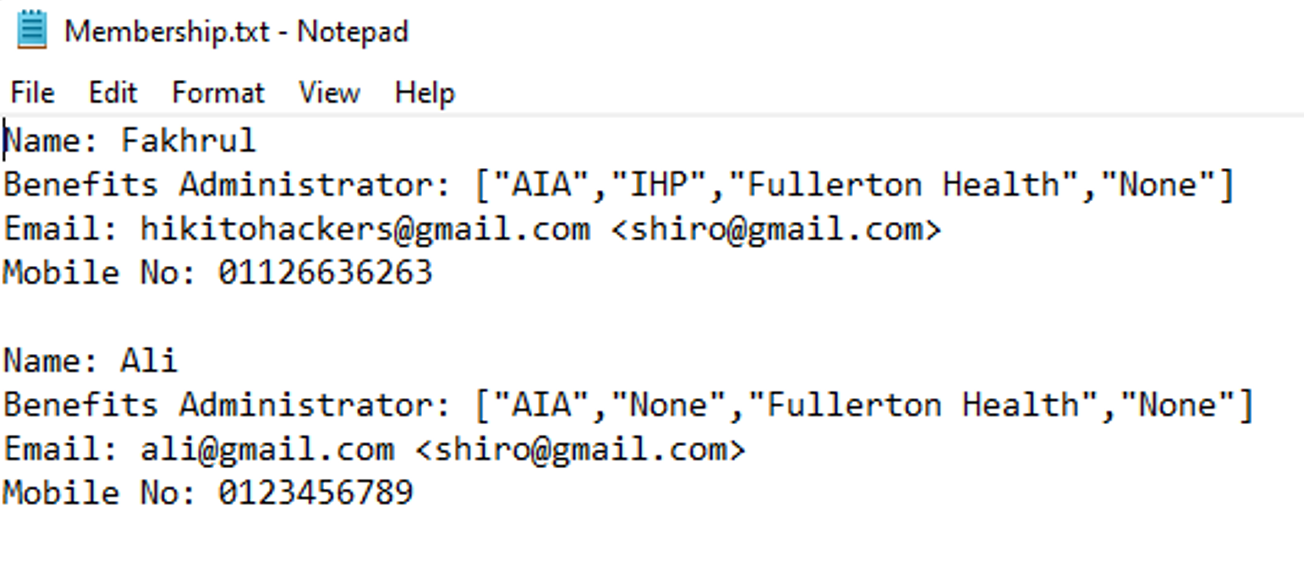 Membership.txt - Notepad
File Edit Format View Help
Name: Fakhrul
Benefits Administrator: ["AIA","IHP","Fullerton Health","None"]
Email: hikitohackers@gmail.com <shiro@gmail.com>
Mobile No: 01126636263
Name: Ali
Benefits Administrator: ["AIA","None","Fullerton Health","None"]
Email: ali@gmail.com <shiro@gmail.com>
Mobile No: 0123456789